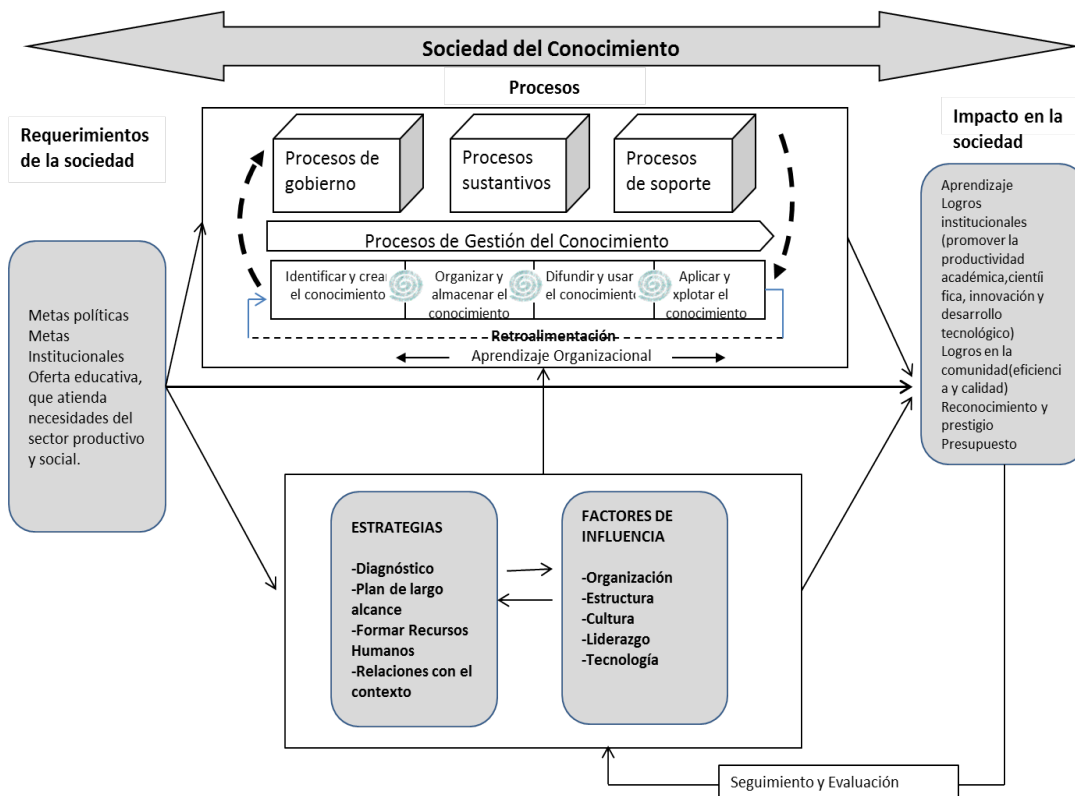 Sociedad del Conocimiento
Procesos
Requerimientos
de la sociedad
Metas políticas
Metas
Institucionales
Oferta educativa,
que atienda
necesidades del
sector productivo
y social.
Procesos de
gobierno
Procesos
sustantivos
Procesos
de soporte
Procesos de Gestión del Conocimiento
Identificar y crea
el conocimiento
Organizar y
almacenar el
conocimiento
Difundir y usar
el conocimiento
Aplicar y
xplotar el
conocimiento
Retroalimentación
Aprendizaje Organizacional
Impacto en la
sociedad
Aprendizaje
Logros
institucionales
(promover la
productividad
académica,cientí
fica, innovación y
desarrollo
tecnológico)
Logros en la
comunidad(eficienci
a y calidad)
Reconocimiento y
prestigio
Presupuesto
ESTRATEGIAS
-Diagnóstico
-Plan de largo
alcance
-Formar Recursos
Humanos
-Relaciones con el
contexto
FACTORES DE
INFLUENCIA
-Organización
-Estructura
-Cultura
-Liderazgo
-Tecnología
Seguimiento y Evaluación